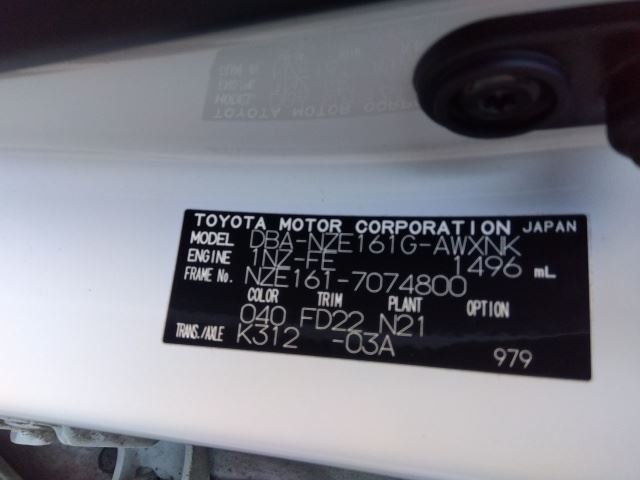 TOYOTA MOTOR CORPORATION JAPAN
MODEL DBA-NZE161G-AWXNK
ENGINE 1NZ-FE 1496 mL
FRAME No. NZE161-7074800
COLOR TRIM PLANT OPTION
040 FD22 N21
TRANS./AXLE K312 -03A
979